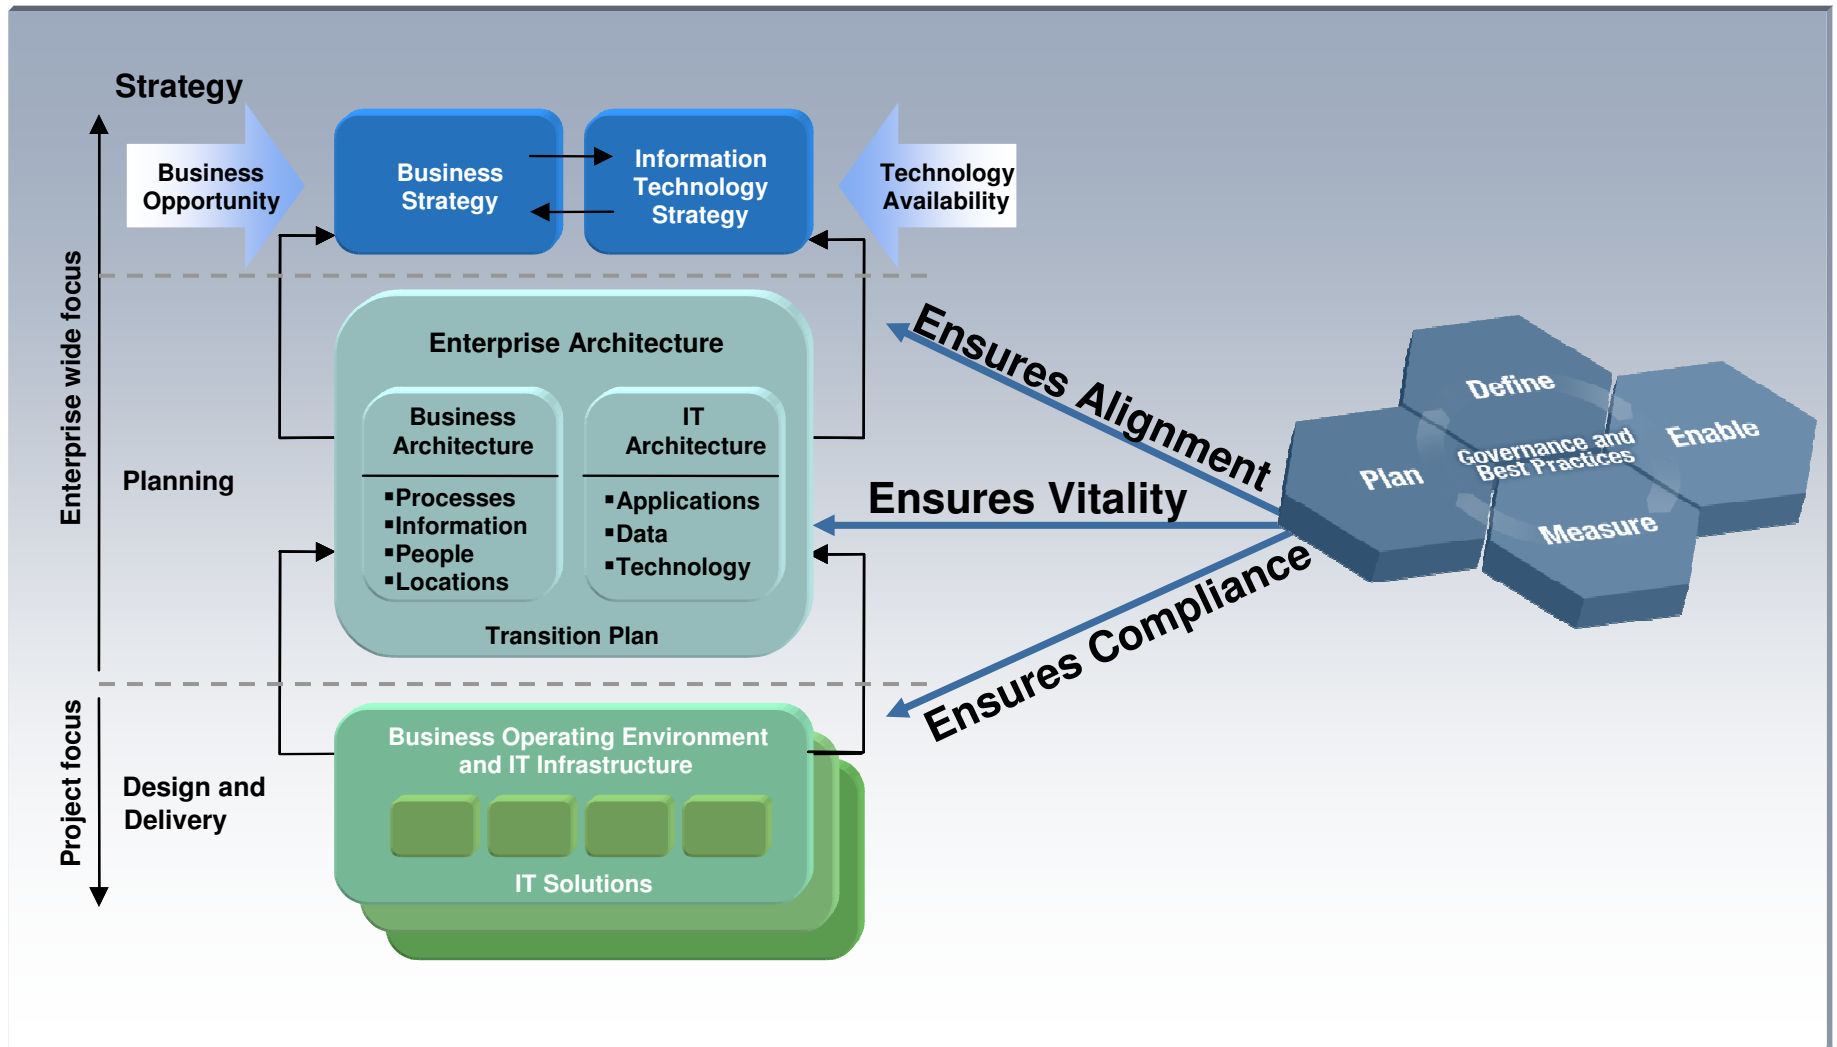 Strategy
Business
Opportunity
Business
Strategy
Information
Technology
Strategy
Technology
Availability
Enterprise wide focus
Planning
Enterprise Architecture
Business
Architecture
▪Processes
▪Information
▪People
▪Locations
IT
Architecture
▪Applications
▪Data
▪Technology
Transition Plan
Ensures Alignment
Ensures Vitality
Ensures Compliance
Define
Enable
Governance and
Best Practices
Plan
Measure
Project focus
Design and
Delivery
Business Operating Environment
and IT Infrastructure
IT Solutions